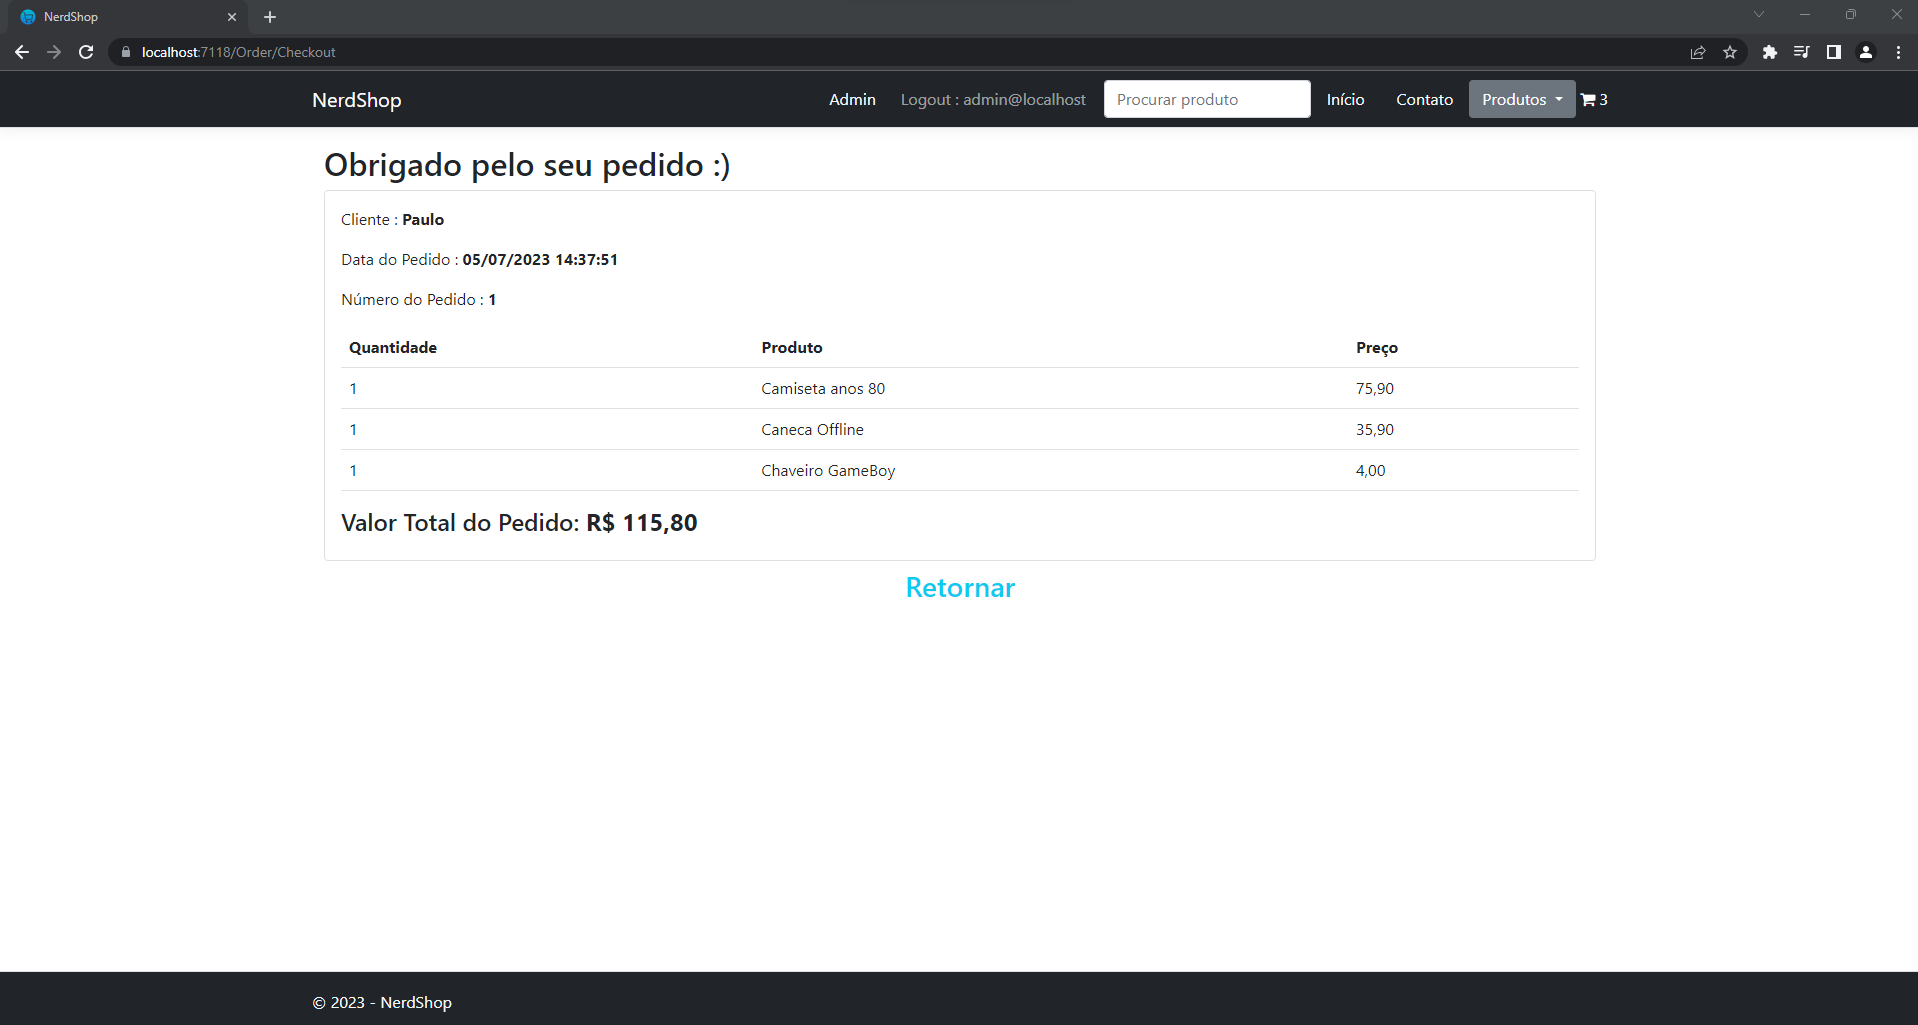 NerdShop
localhost:7118/Order/Checkout
NerdShop Admin Logout : admin@localhost Procurar produto Início Contato Produtos 3
Obrigado pelo seu pedido :)
Cliente : Paulo
Data do Pedido : 05/07/2023 14:37:51
Número do Pedido : 1
Quantidade Produto Preço
1 Camiseta anos 80 75,90
1 Caneca Offline 35,90
1 Chaveiro GameBoy 4,00
Valor Total do Pedido: R$ 115,80
Retornar
© 2023 - NerdShop